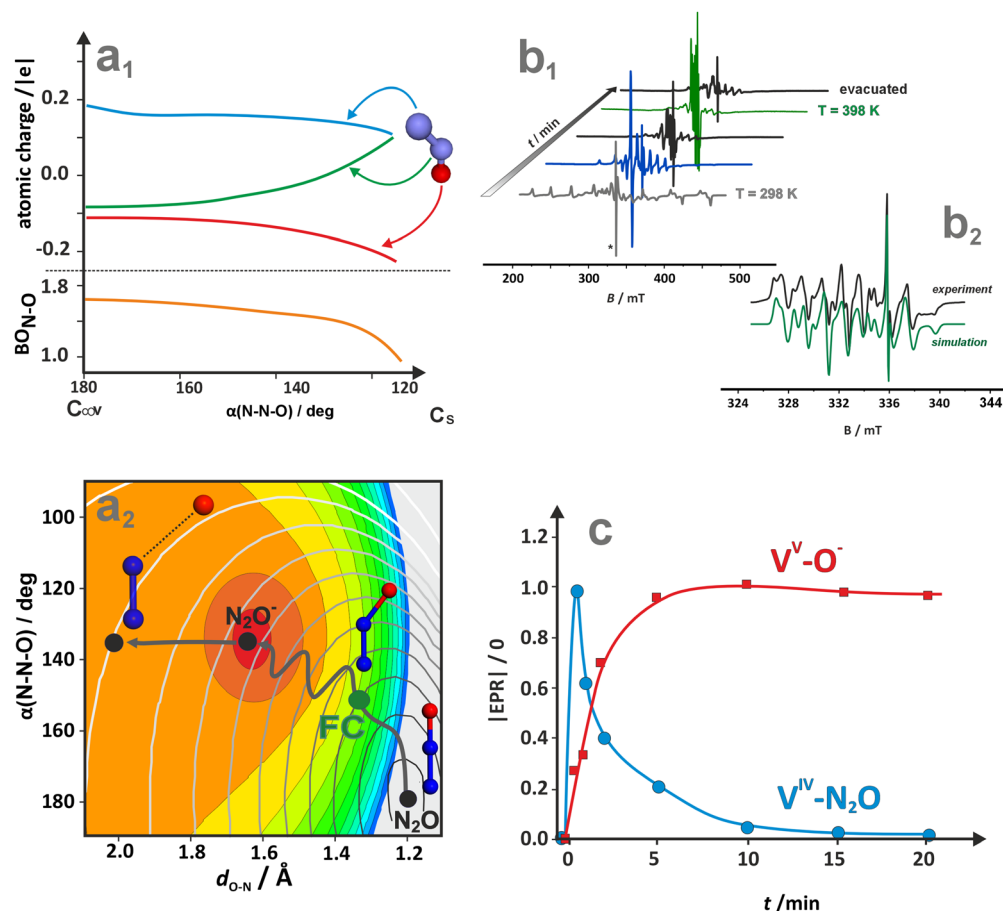 a1
atomic charge /|e|
0.2
0.0
-0.2
1.8
1.0
BO N-O
180
160
140
120
C∞v
α(N-N-O) / deg
Cs
b1
t / min
evacuated
T = 398 K
T = 298 K
*
200
300
400
500
B / mT
b2
experiment
simulation
324
328
332
336
340
344
B / mT
a2
α(N-N-O) / deg
100
120
140
160
180
N2O-
FC
N2O
2.0
1.8
1.6
1.4
1.2
dO-N / Å
c
|EPR| / 0
1.0
0.8
0.6
0.4
0.2
0.0
VV-O-
VIV-N2O
0
5
10
15
20
t /min